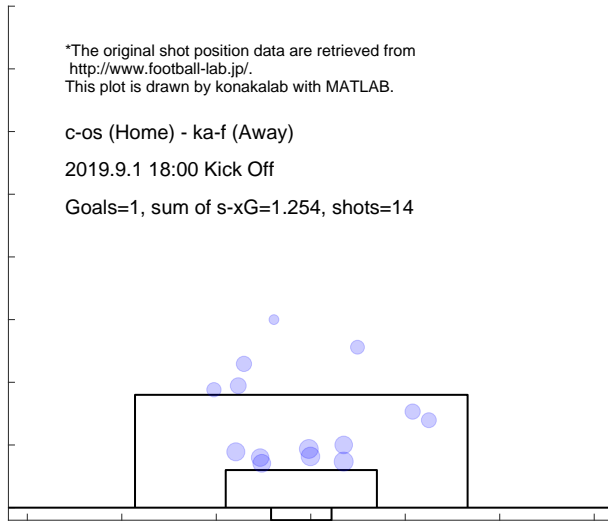 *The original shot position data are retrieved from
http://www.football-lab.jp/.
This plot is drawn by konakalab with MATLAB.
c-os (Home) - ka-f (Away)
2019.9.1 18:00 Kick Off
Goals=1, sum of s-xG=1.254, shots=14